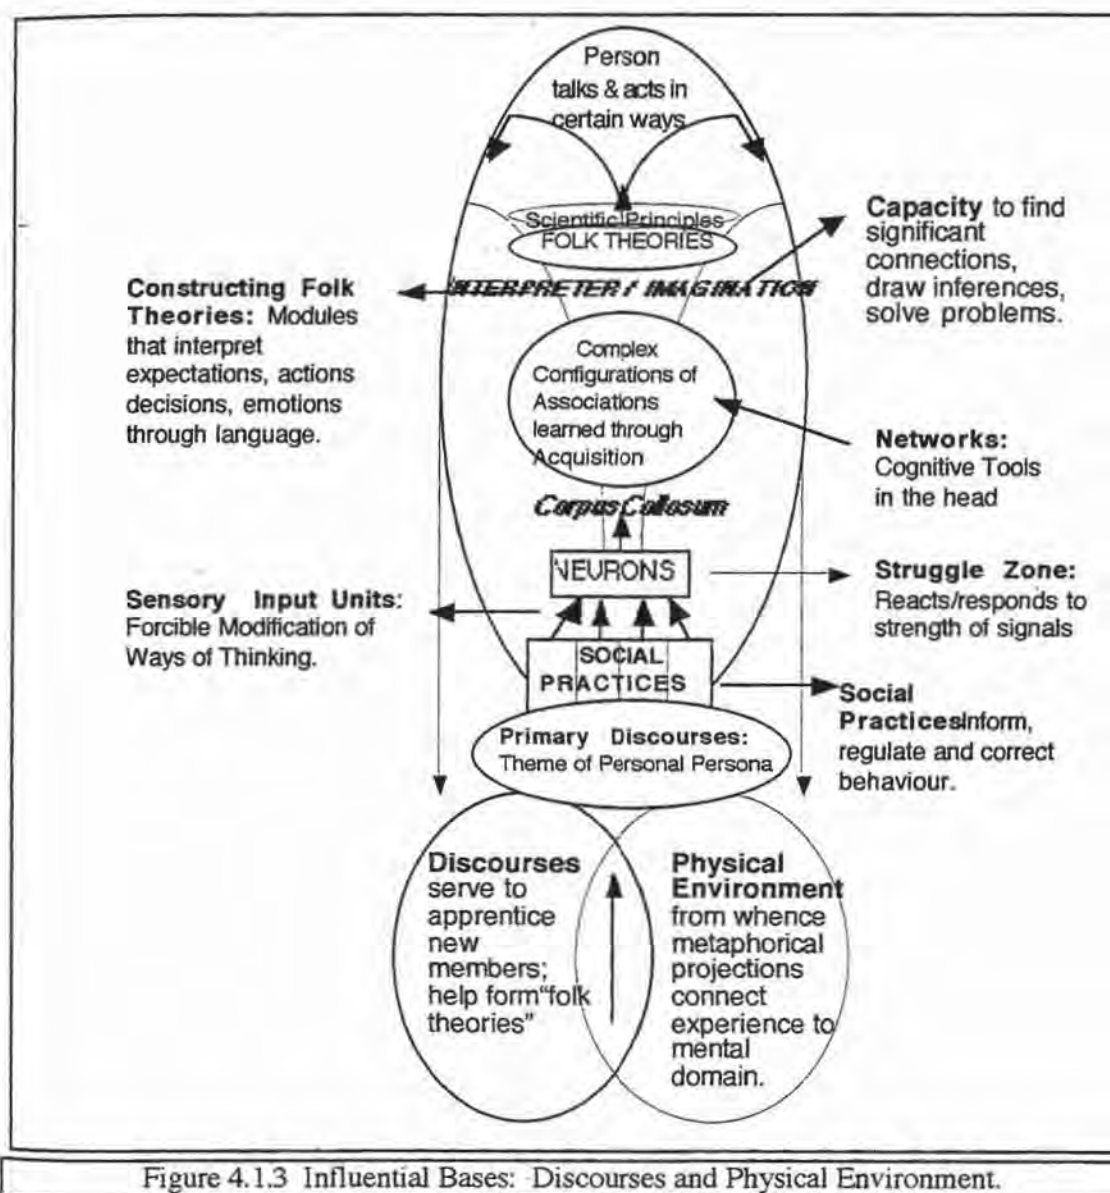 Person
talks & acts in
certain ways
Scientific Principles
FOLK THEORIES
INTERPRETER / IMAGINATION
Capacity to find
significant
connections,
draw inferences,
solve problems.
Constructing Folk
Theories: Modules
that interpret
expectations, actions
decisions, emotions
through language.
Complex
Configurations of
Associations
learned through
Acquisition
Networks:
Cognitive Tools
in the head
Corpus Collosum
NEURONS
Struggle Zone:
Reacts/responds to
strength of signals
Sensory Input Units:
Forcible Modification of
Ways of Thinking.
SOCIAL
PRACTICES
Social
PracticesInform,
regulate and correct
behaviour.
Primary Discourses:
Theme of Personal Persona
Discourses
serve to
apprentice
new
members;
help form“folk
theories”
Physical
Environment
from whence
metaphorical
projections
connect
experience to
mental
domain.
Figure 4.1.3 Influential Bases: Discourses and Physical Environment.